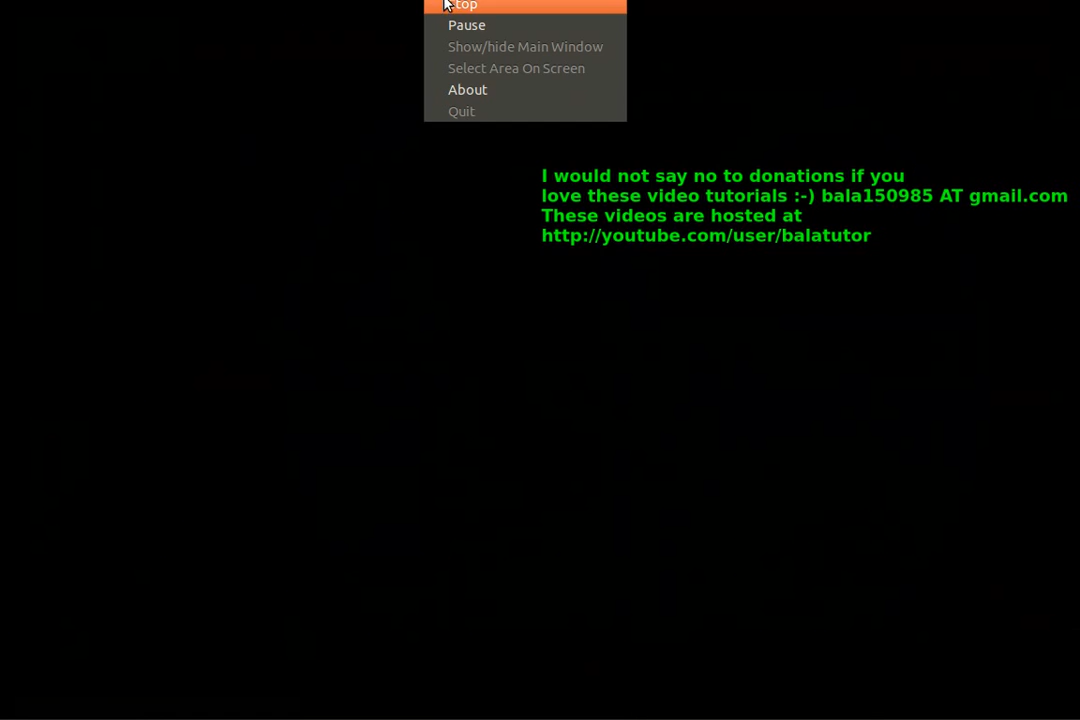 Stop
Pause
Show/hide Main Window
Select Area On Screen
About
Quit
I would not say no to donations if you
love these video tutorials :-) bala150985 AT gmail.com
These videos are hosted at
http://youtube.com/user/balatutor